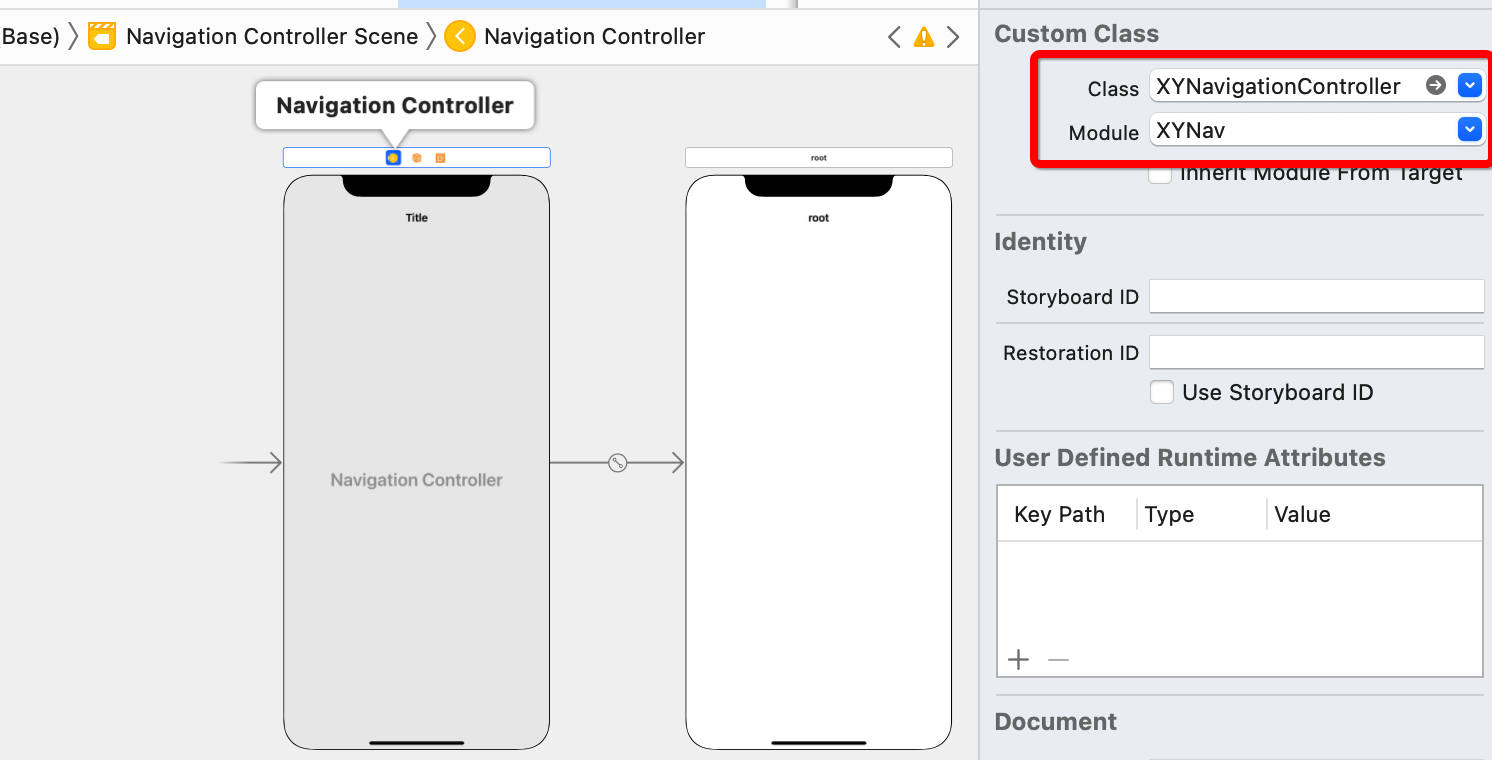 Base) Navigation Controller Scene Navigation Controller
Navigation Controller
root
Title
root
Navigation Controller
Custom Class
Class XYNavigationController
Module XYNav
Inherit Module From Target
Identity
Storyboard ID
Restoration ID
Use Storyboard ID
User Defined Runtime Attributes
Key Path Type Value
Document